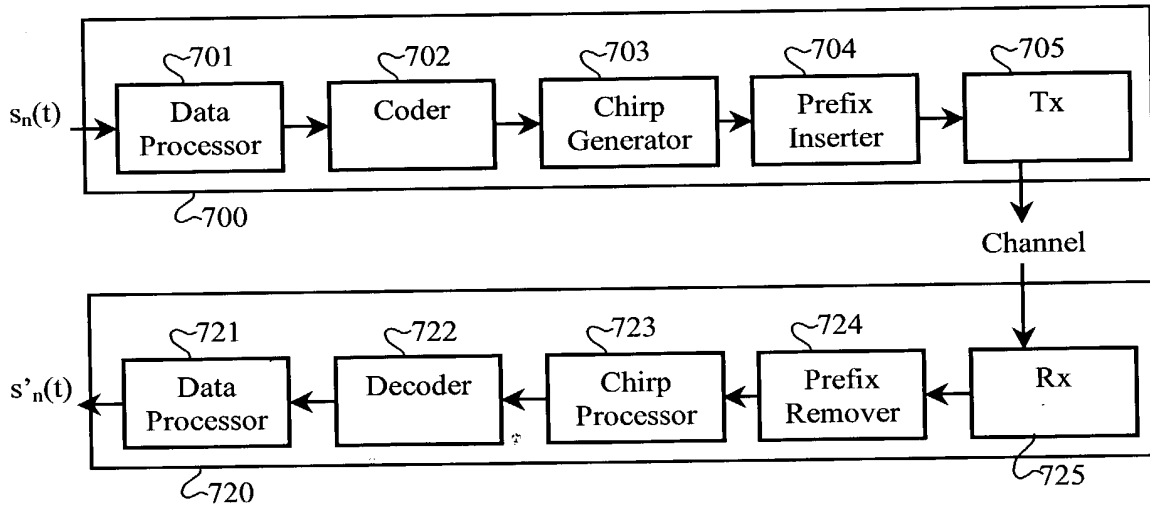 701 702 703 704 705
s_n(t) Data Processor Coder Chirp Generator Prefix Inserter Tx
700
Channel
721 722 723 724
s'_n(t) Data Processor Decoder Chirp Processor Prefix Remover Rx
720 725